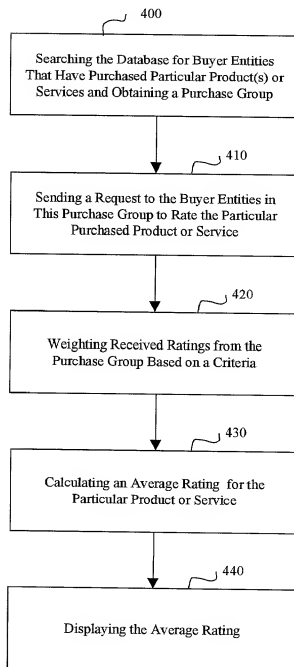 400
Searching the Database for Buyer Entities
That Have Purchased Particular Product(s) or
Services and Obtaining a Purchase Group
410
Sending a Request to the Buyer Entities in
This Purchase Group to Rate the Particular
Purchased Product or Service
420
Weighting Received Ratings from the
Purchase Group Based on a Criteria
430
Calculating an Average Rating for the
Particular Product or Service
440
Displaying the Average Rating